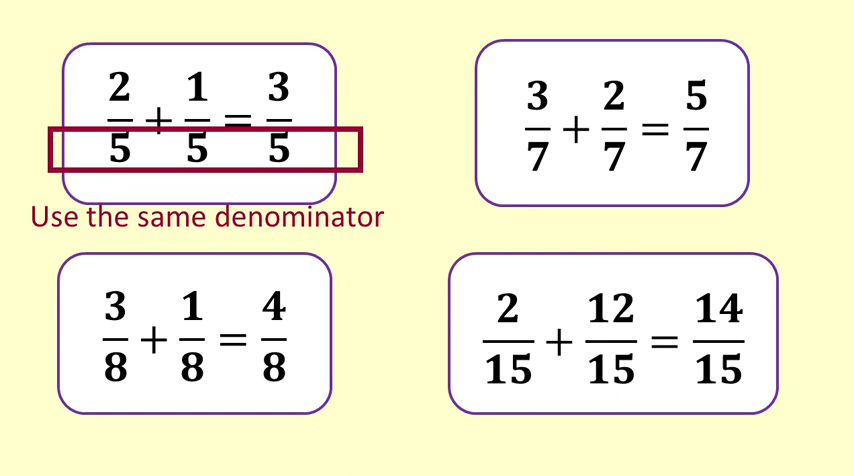 2/5 + 1/5 = 3/5
3/7 + 2/7 = 5/7
Use the same denominator
3/8 + 1/8 = 4/8
2/15 + 12/15 = 14/15